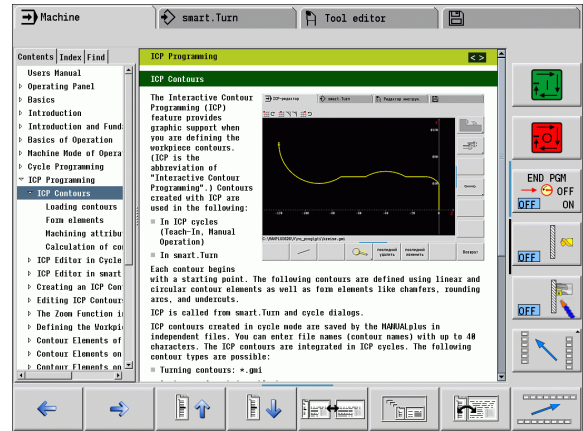 Machine
smart.Turn
Tool editor
Contents Index Find
Users Manual
Operating Panel
Basics
Introduction
Introduction and Fund
Basics of Operation
Machine Mode of Opera
Cycle Programming
ICP Programming
ICP Contours
Loading contours
Form elements
Machining attribu
Calculation of co
ICP Editor in Cycle
ICP Editor in smart
Creating an ICP Con
Editing ICP Contour
The Zoom Function i
Defining the Workpi
Contour Elements of
Contour Elements on
Contour Elements on
ICP Programming
< >
ICP Contours
The Interactive Contour
Programming (ICP)
feature provides
graphic support when
you are defining the
workpiece contours.
(ICP is the
abbreviation of
"Interactive Contour
Programming".) Contours
created with ICP are
used in the following:
In ICP cycles
(Teach-In, Manual
Operation)
In smart.Turn
smart.Turn
Возврат
Each contour begins
with a starting point. The following contours are defined using linear and
circular contour elements as well as form elements like chamfers, rounding
arcs, and undercuts.
ICP is called from smart.Turn and cycle dialogs.
ICP contours created in cycle mode are saved by the MANUALplus in
independent files. You can enter file names (contour names) with up to 40
characters. The ICP contours are integrated in ICP cycles. The following
contour types are possible:
Turning contours: *.gmi
END PGM
OFF
OFF ON
OFF
OFF